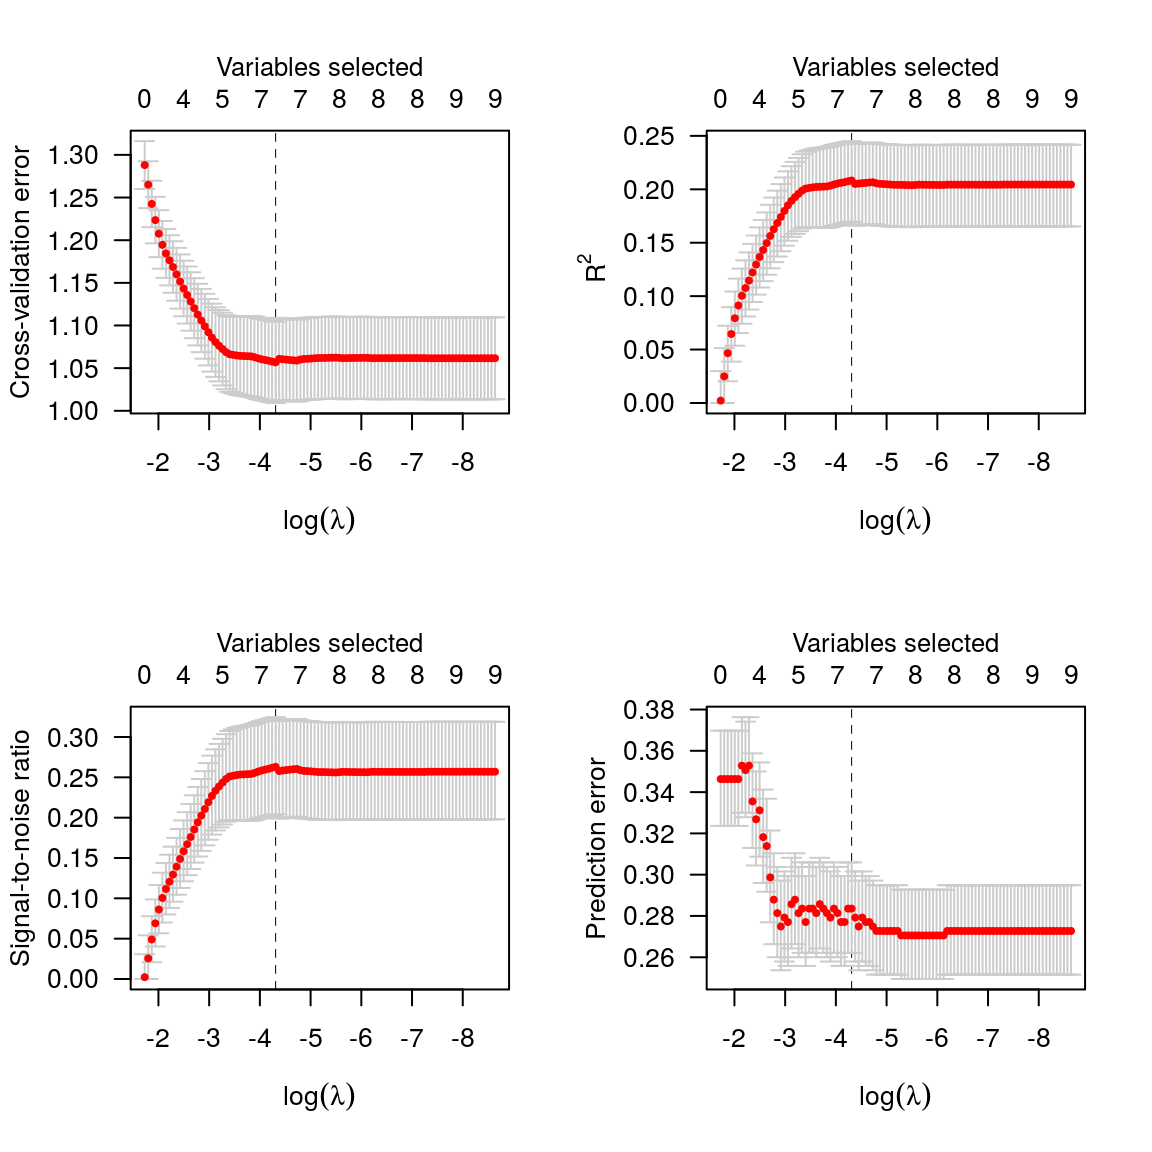 Variables selected
0 4 5 7 7 8 8 8 9 9
Cross-validation error
1.30
1.25
1.20
1.15
1.10
1.05
1.00
-2 -3 -4 -5 -6 -7 -8
log(λ)
Variables selected
0 4 5 7 7 8 8 8 9 9
R²
0.25
0.20
0.15
0.10
0.05
0.00
-2 -3 -4 -5 -6 -7 -8
log(λ)
Variables selected
0 4 5 7 7 8 8 8 9 9
Signal-to-noise ratio
0.30
0.25
0.20
0.15
0.10
0.05
0.00
-2 -3 -4 -5 -6 -7 -8
log(λ)
Variables selected
0 4 5 7 7 8 8 8 9 9
Prediction error
0.38
0.36
0.34
0.32
0.30
0.28
0.26
-2 -3 -4 -5 -6 -7 -8
log(λ)